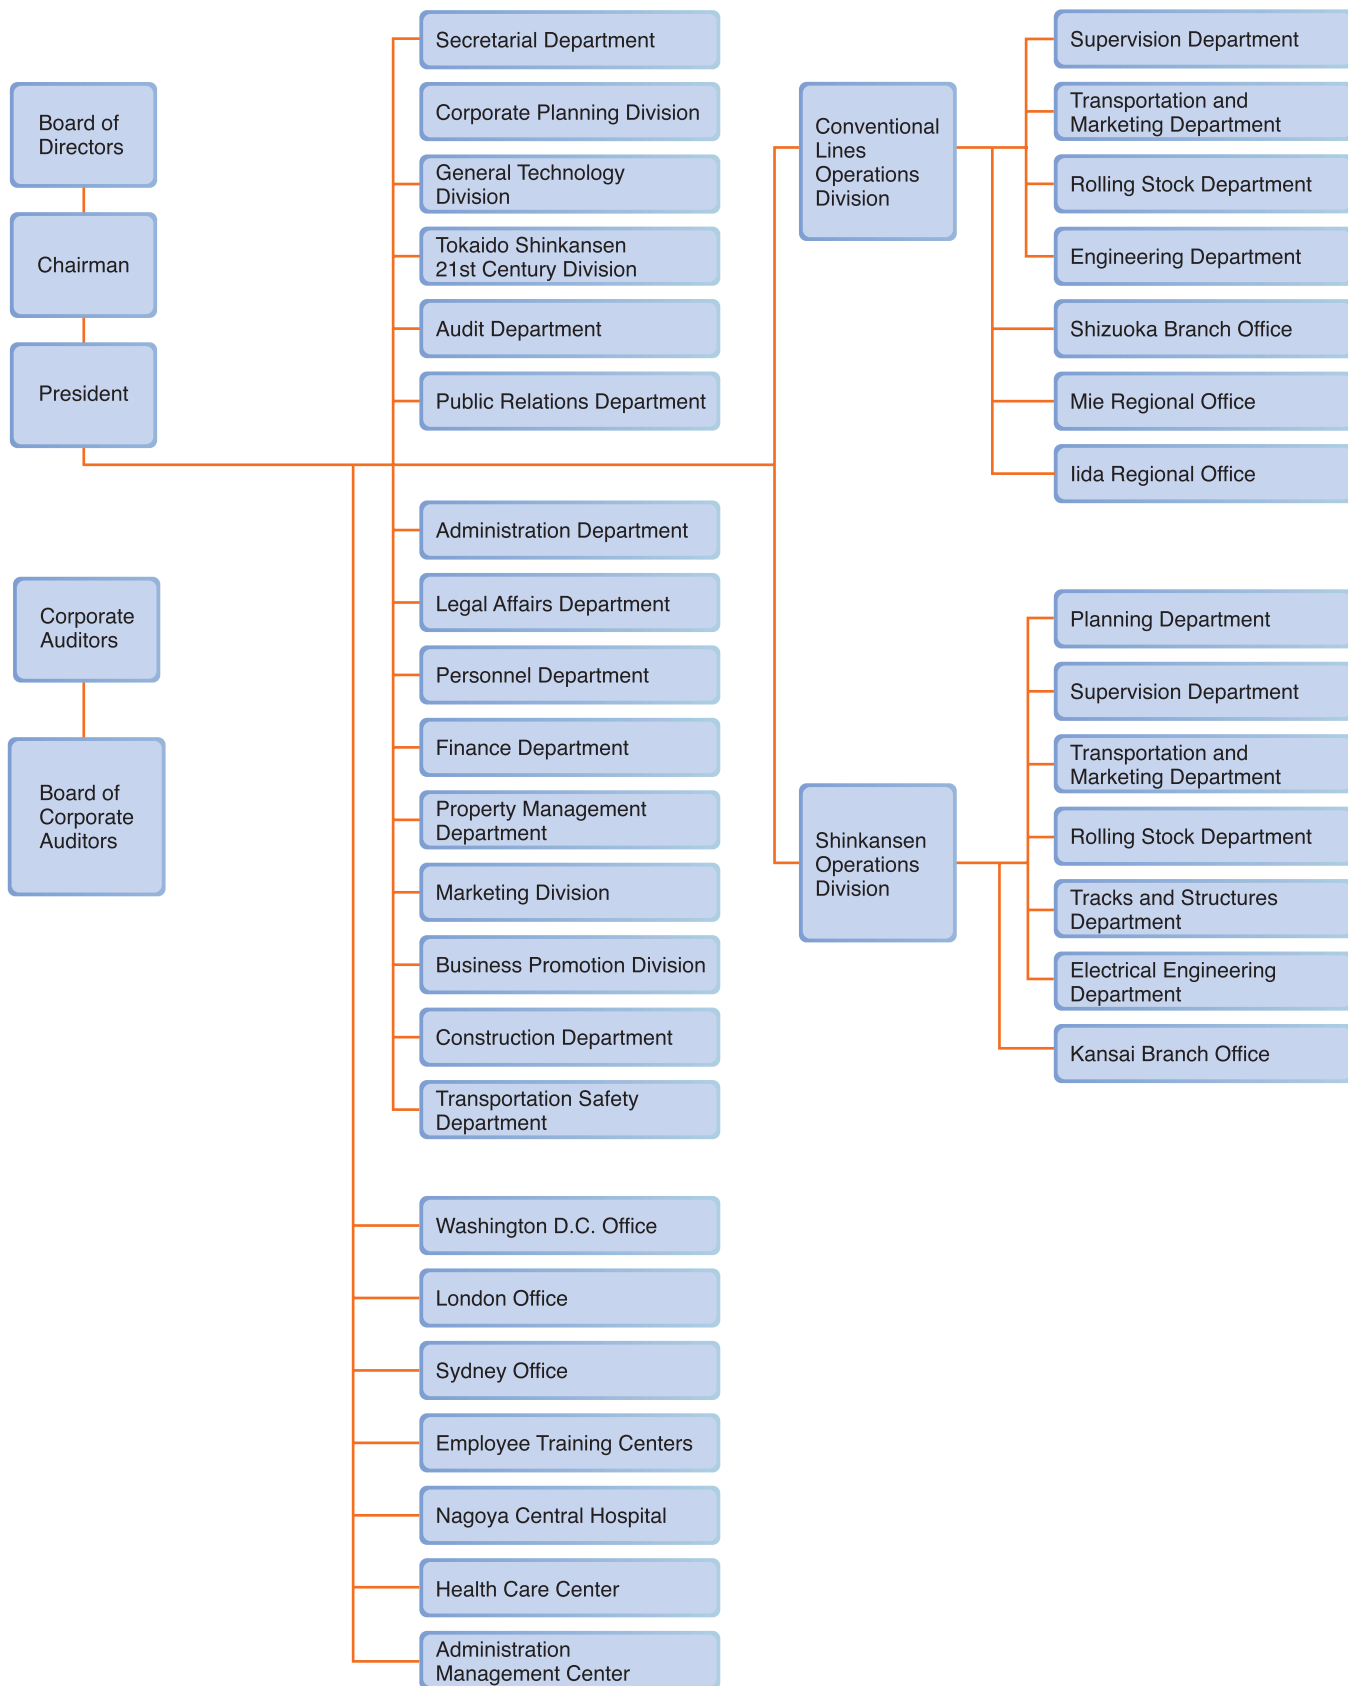 Board of
Directors
Chairman
President
Corporate
Auditors
Board of
Corporate
Auditors
Secretarial Department
Corporate Planning Division
General Technology
Division
Tokaido Shinkansen
21st Century Division
Audit Department
Public Relations Department
Administration Department
Legal Affairs Department
Personnel Department
Finance Department
Property Management
Department
Marketing Division
Business Promotion Division
Construction Department
Transportation Safety
Department
Washington D.C. Office
London Office
Sydney Office
Employee Training Centers
Nagoya Central Hospital
Health Care Center
Administration
Management Center
Conventional
Lines
Operations
Division
Shinkansen
Operations
Division
Supervision Department
Transportation and
Marketing Department
Rolling Stock Department
Engineering Department
Shizuoka Branch Office
Mie Regional Office
Iida Regional Office
Planning Department
Supervision Department
Transportation and
Marketing Department
Rolling Stock Department
Tracks and Structures
Department
Electrical Engineering
Department
Kansai Branch Office